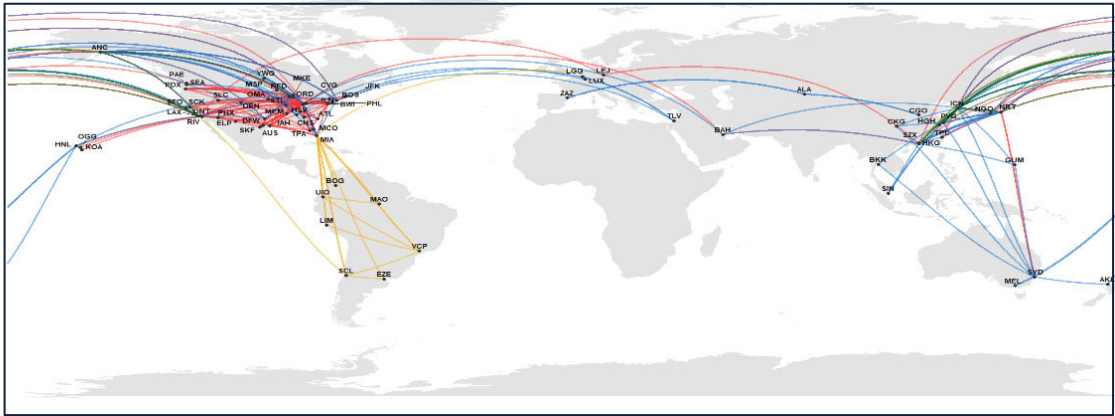 ANC
PAE
SEA
PDX
YWG
MKE
CVG
MSP
RFD
JFK
ORD
BOS
OMA
SLC
BWI
PHL
SFO
SCK
DEN
STL
LAX
ONT
PHX
MEM
HSV
ATL
RIV
ELP
DFW
CHS
SKF
AUS
IAH
TPA
MCO
MIA
OGG
HNL
KOA
BOG
UIO
MAO
LIM
VCP
SCL
EZE
LGG
LEJ
LUX
ZAZ
TLV
BAH
ALA
ICN
CGO
NGO
NRT
CKG
HGH
PVG
SZX
TPE
HKG
BKK
GUM
SIN
SYD
MEL